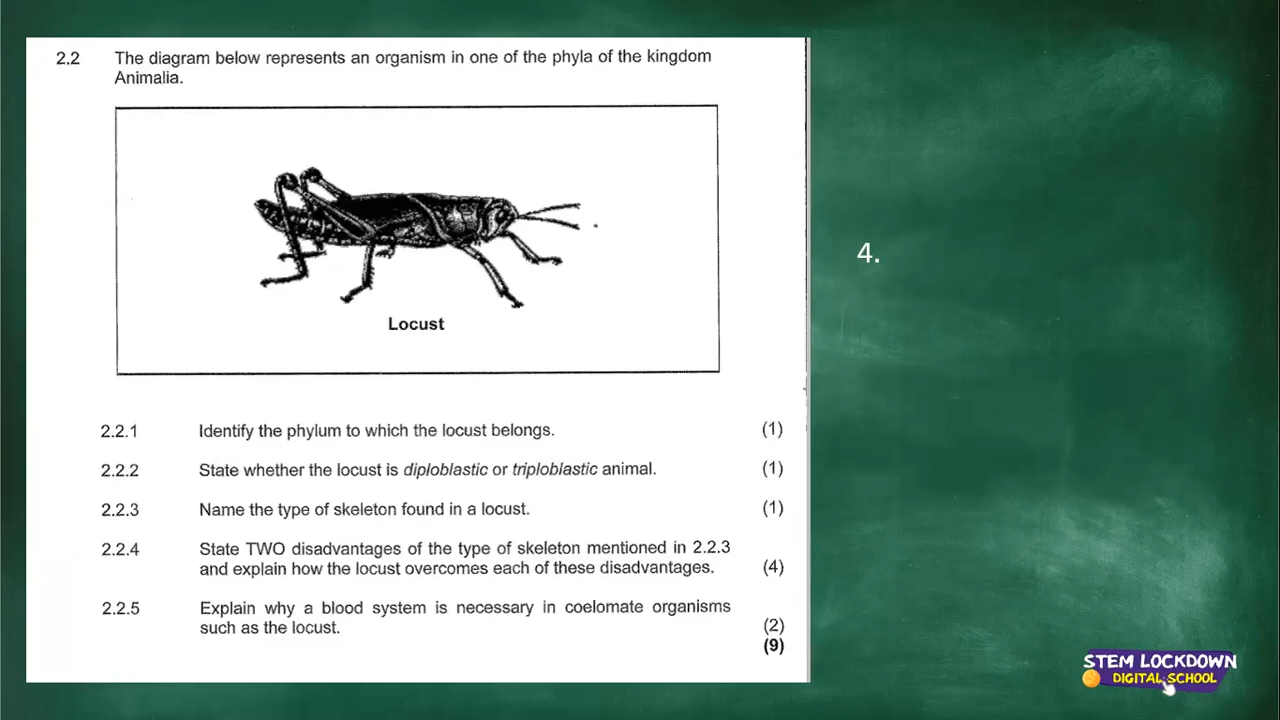 2.2 The diagram below represents an organism in one of the phyla of the kingdom
Animalia.
Locust
2.2.1 Identify the phylum to which the locust belongs. (1)
2.2.2 State whether the locust is diploblastic or triploblastic animal. (1)
2.2.3 Name the type of skeleton found in a locust. (1)
2.2.4 State TWO disadvantages of the type of skeleton mentioned in 2.2.3
and explain how the locust overcomes each of these disadvantages. (4)
2.2.5 Explain why a blood system is necessary in coelomate organisms
such as the locust. (2)
(9)
4.
STEM LOCKDOWN
DIGITAL SCHOOL